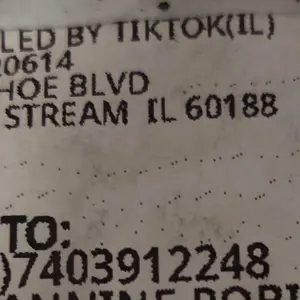 LED BY TIKTOK(IL)
20614
HOE BLVD
STREAM IL 60188
TO:
)7403912248